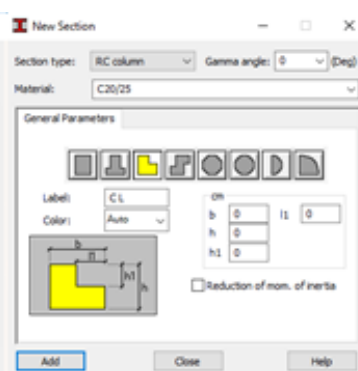 New Section
Section type: RC column Gamma angle: 0 (Deg)
Material: C20/25
General Parameters
Label: C L
Color: Auto
cm
b 0 l1 0
h 0
h1 0
b
l1
h1
h
Reduction of mom. of inertia
Add Close Help